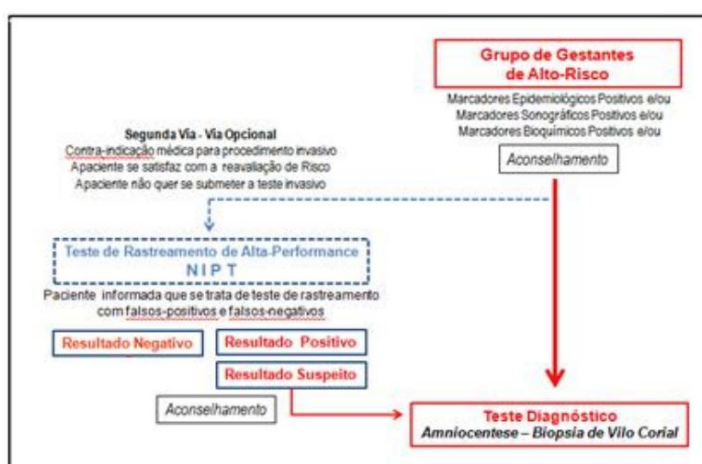 Grupo de Gestantes
de Alto-Risco
Marcadores Epidemiológicos Positivos e/ou
Marcadores Sonográficos Positivos e/ou
Marcadores Bioquímicos Positivos e/ou
Aconselhamento
Segunda Via - Via Opcional
Contra-indicação médica para procedimento invasivo
Apaciente se satisfaz com a reavaliação de Risco
Apaciente não quer se submeter a teste invasivo
Teste de Rastreamento de Alta-Performance
N I P T
Paciente informada que se trata de teste de rastreamento
com falsos-positivos e falsos-negativos
Resultado Negativo
Resultado Positivo
Resultado Suspeito
Aconselhamento
Teste Diagnóstico
Amniocentese – Biopsia de Vilo Corial